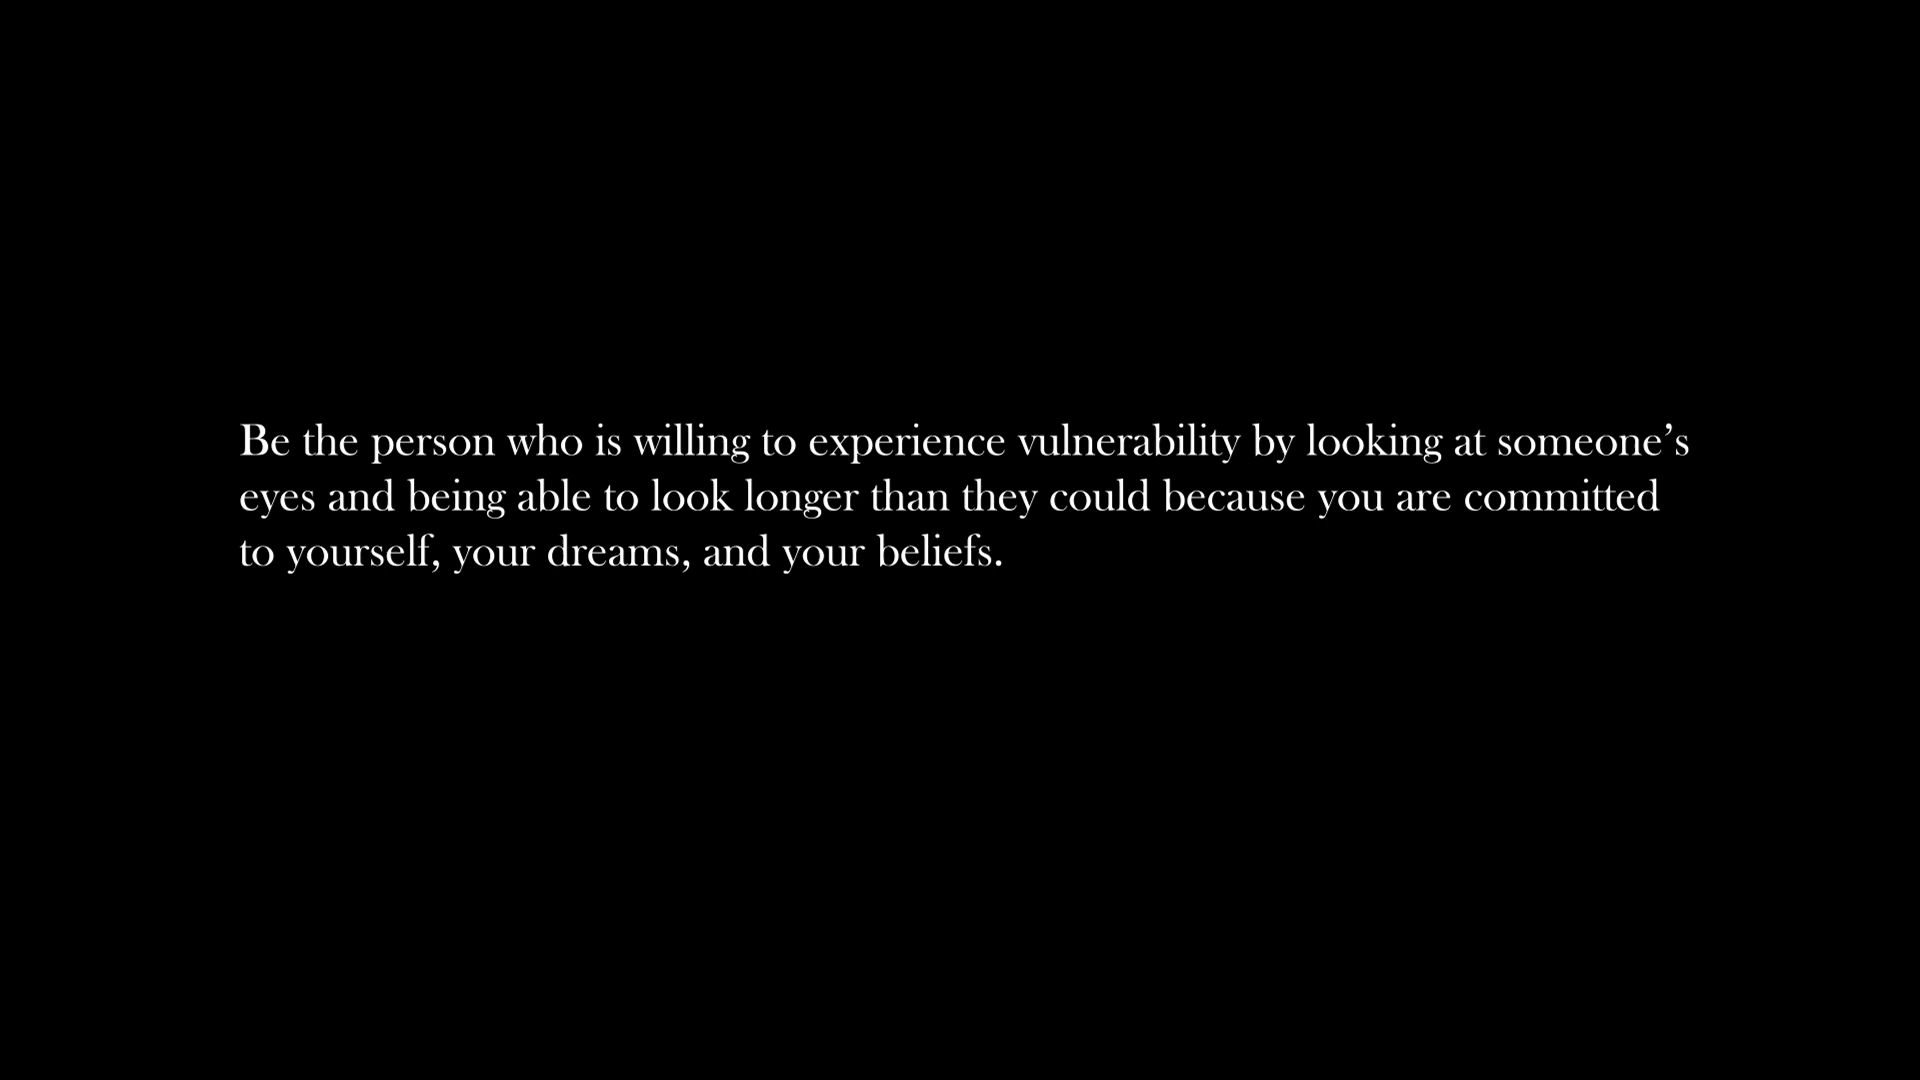 Be the person who is willing to experience vulnerability by looking at someone’s
eyes and being able to look longer than they could because you are committed
to yourself, your dreams, and your beliefs.